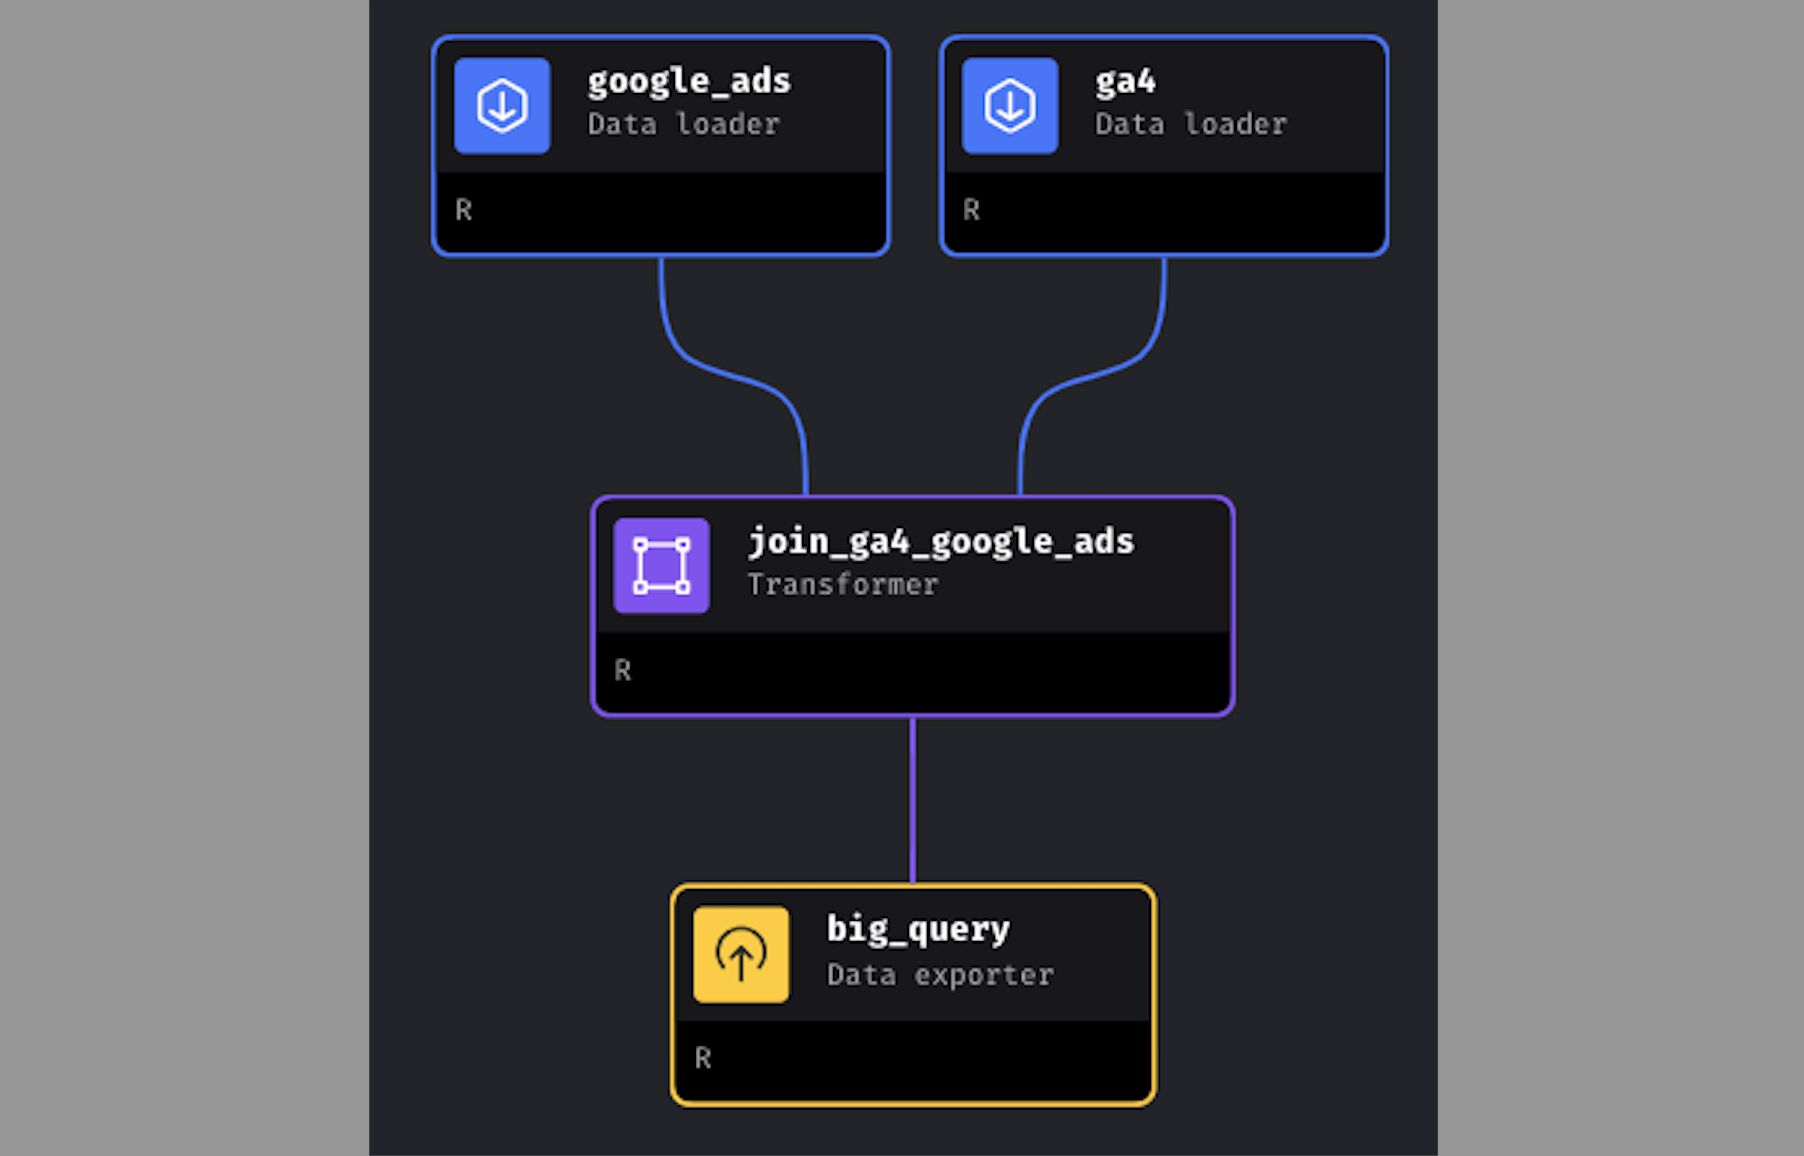 google_ads
Data loader
R
ga4
Data loader
R
join_ga4_google_ads
Transformer
R
big_query
Data exporter
R